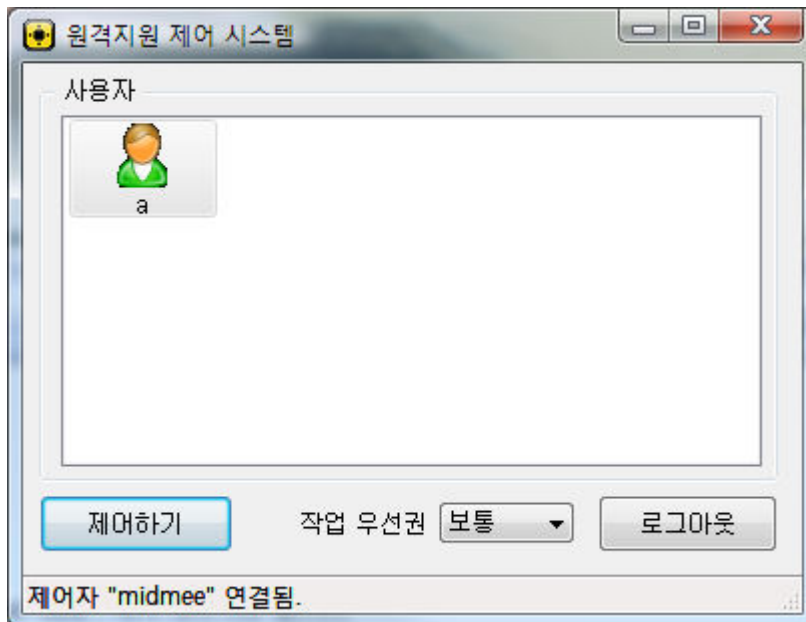 원격지원 제어 시스템
사용자
a
제어하기
작업 우선권
보통
로그아웃
제어자 "midmee" 연결됨.